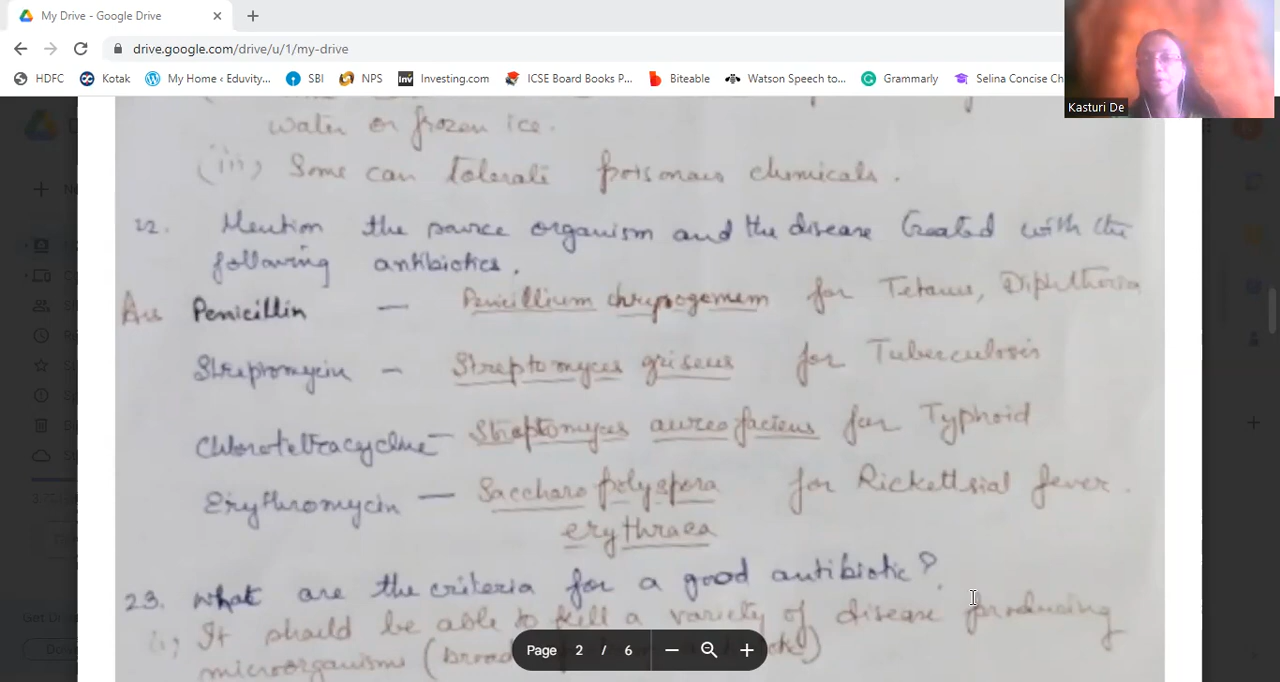 My Drive - Google Drive
drive.google.com/drive/u/1/my-drive
HDFC Kotak My Home ‹ Eduvity... SBI NPS Investing.com ICSE Board Books P... Biteable Watson Speech to... Grammarly Selina Concise Ch
Kasturi De
water or frozen ice.
(iii) Some can tolerate poisonous chemicals.
22. Mention the source organism and the disease treated with the
following antibiotics.
Ans Penicillin — Penicillium chrysogenum for Tetanus, Diphtheria
Streptomycin — Streptomyces griseus for Tuberculosis
Chlorotetracycline — Streptomyces aureofaciens for Typhoid
Erythromycin — Saccharopolyspora for Rickettsial fever.
erythraea
23. What are the criteria for a good antibiotic?
(i) It should be able to kill a variety of disease producing
microorganisms (broad
Page 2 / 6